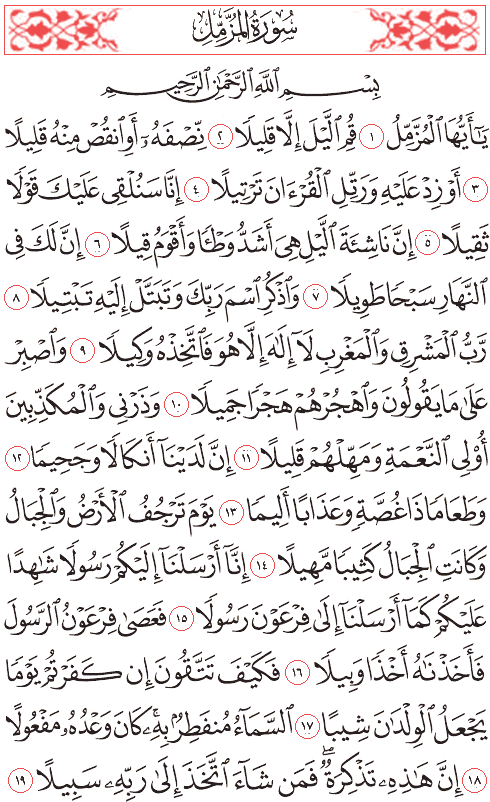 سُورَةُ الْمُزَّمِّلِ
بِسْمِ اللَّهِ الرَّحْمَٰنِ الرَّحِيمِ
يَٰٓأَيُّهَا ٱلْمُزَّمِّلُ ١ قُمِ ٱلَّيْلَ إِلَّا قَلِيلًا ٢ نِّصْفَهُۥٓ أَوِ ٱنقُصْ مِنْهُ قَلِيلًا
٣ أَوْ زِدْ عَلَيْهِ وَرَتِّلِ ٱلْقُرْءَانَ تَرْتِيلًا ٤ إِنَّا سَنُلْقِى عَلَيْكَ قَوْلًا
ثَقِيلًا ٥ إِنَّ نَاشِئَةَ ٱلَّيْلِ هِىَ أَشَدُّ وَطْـًٔا وَأَقْوَمُ قِيلًا ٦ إِنَّ لَكَ فِى
ٱلنَّهَارِ سَبْحًا طَوِيلًا ٧ وَٱذْكُرِ ٱسْمَ رَبِّكَ وَتَبَتَّلْ إِلَيْهِ تَبْتِيلًا ٨
رَّبُّ ٱلْمَشْرِقِ وَٱلْمَغْرِبِ لَآ إِلَٰهَ إِلَّا هُوَ فَٱتَّخِذْهُ وَكِيلًا ٩ وَٱصْبِرْ
عَلَىٰ مَا يَقُولُونَ وَٱهْجُرْهُمْ هَجْرًا جَمِيلًا ١٠ وَذَرْنِى وَٱلْمُكَذِّبِينَ
أُو۟لِى ٱلنَّعْمَةِ وَمَهِّلْهُمْ قَلِيلًا ١١ إِنَّ لَدَيْنَآ أَنكَالًا وَجَحِيمًا ١٢
وَطَعَامًا ذَا غُصَّةٍ وَعَذَابًا أَلِيمًا ١٣ يَوْمَ تَرْجُفُ ٱلْأَرْضُ وَٱلْجِبَالُ
وَكَانَتِ ٱلْجِبَالُ كَثِيبًا مَّهِيلًا ١٤ إِنَّآ أَرْسَلْنَآ إِلَيْكُمْ رَسُولًا شَٰهِدًا
عَلَيْكُمْ كَمَآ أَرْسَلْنَآ إِلَىٰ فِرْعَوْنَ رَسُولًا ١٥ فَعَصَىٰ فِرْعَوْنُ ٱلرَّسُولَ
فَأَخَذْنَٰهُ أَخْذًا وَبِيلًا ١٦ فَكَيْفَ تَتَّقُونَ إِن كَفَرْتُمْ يَوْمًا
يَجْعَلُ ٱلْوِلْدَٰنَ شِيبًا ١٧ ٱلسَّمَآءُ مُنفَطِرٌۢ بِهِۦ ۚ كَانَ وَعْدُهُۥ مَفْعُولًا
١٨ إِنَّ هَٰذِهِۦ تَذْكِرَةٌ ۖ فَمَن شَآءَ ٱتَّخَذَ إِلَىٰ رَبِّهِۦ سَبِيلًا ١٩